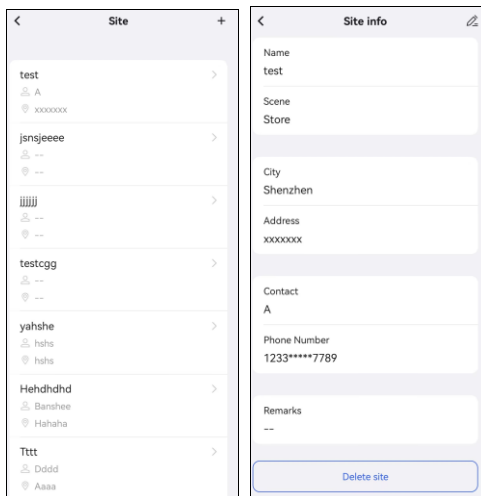 Site
+
test
A
xxxxxxx
jsnsjeeee
--
--
jjjjjj
--
--
testcgg
--
--
yahshe
hshs
hshs
Hehdhdhd
Banshee
Hahaha
Tttt
Dddd
Aaaa
Site info
Name
test
Scene
Store
City
Shenzhen
Address
xxxxxxx
Contact
A
Phone Number
1233*****7789
Remarks
--
Delete site